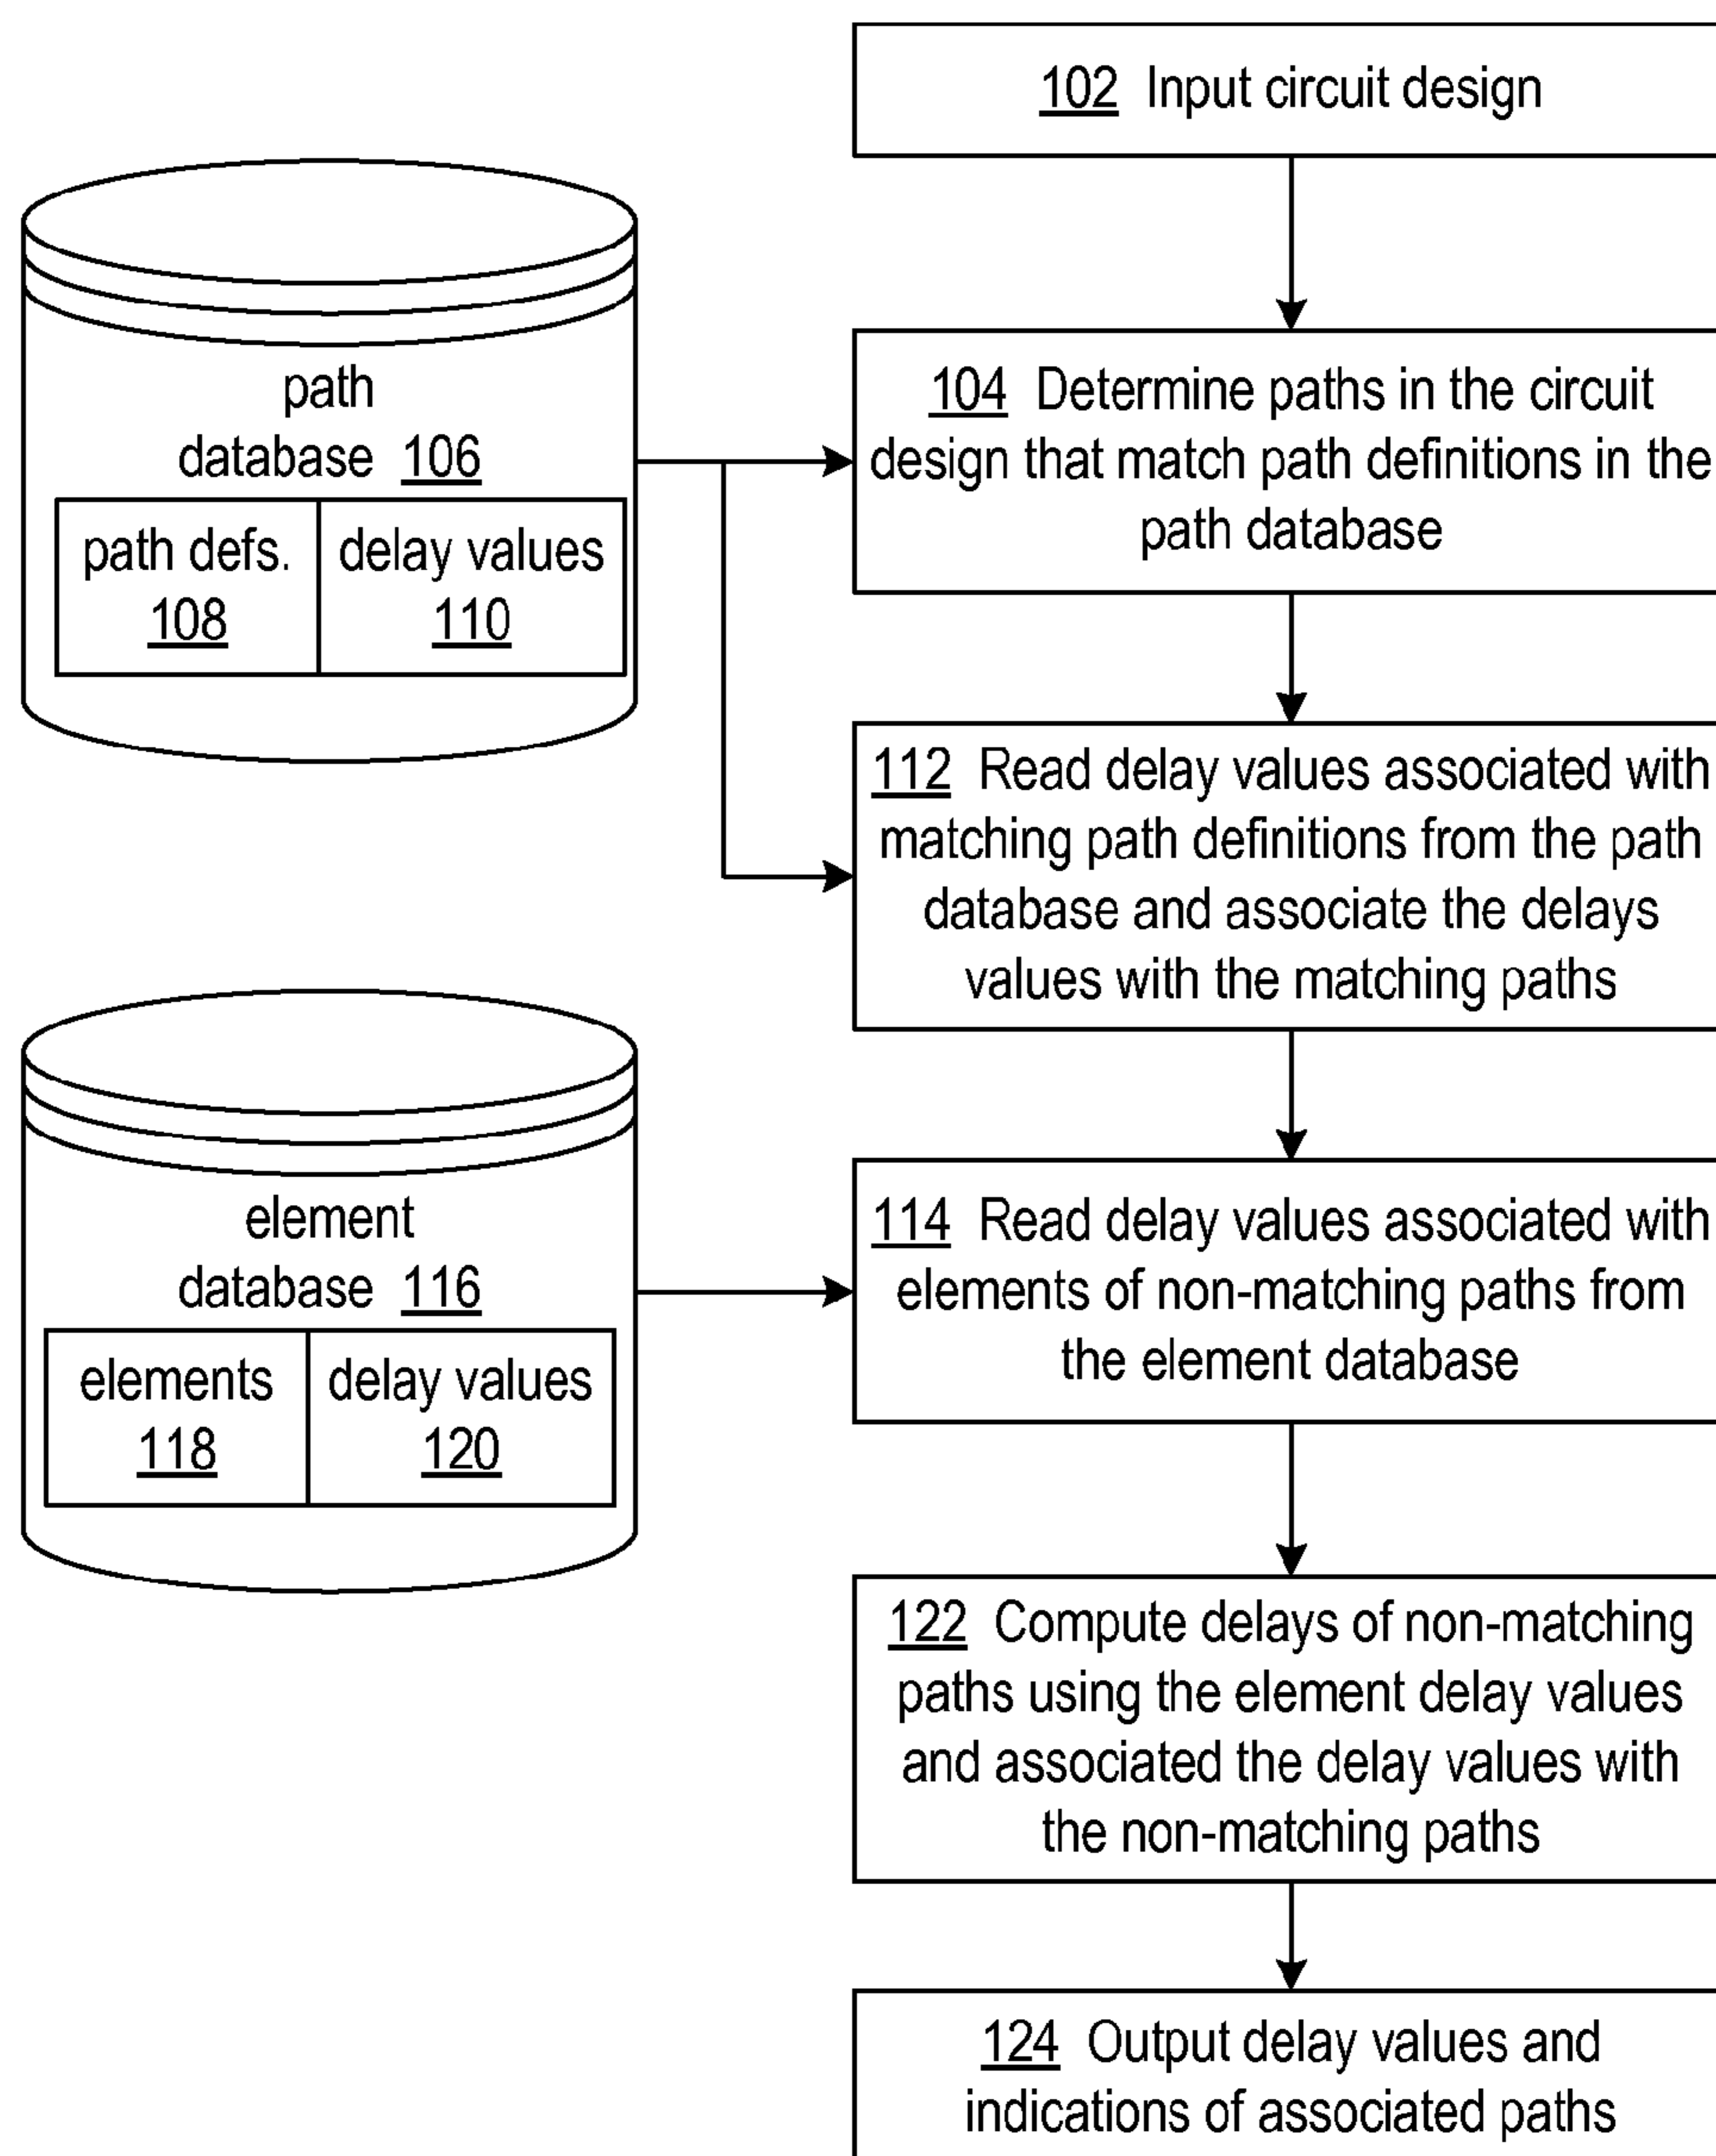 102 Input circuit design
path
database 106
path defs.
108
delay values
110
104 Determine paths in the circuit
design that match path definitions in the
path database
112 Read delay values associated with
matching path definitions from the path
database and associate the delays
values with the matching paths
element
database 116
elements
118
delay values
120
114 Read delay values associated with
elements of non-matching paths from
the element database
122 Compute delays of non-matching
paths using the element delay values
and associated the delay values with
the non-matching paths
124 Output delay values and
indications of associated paths